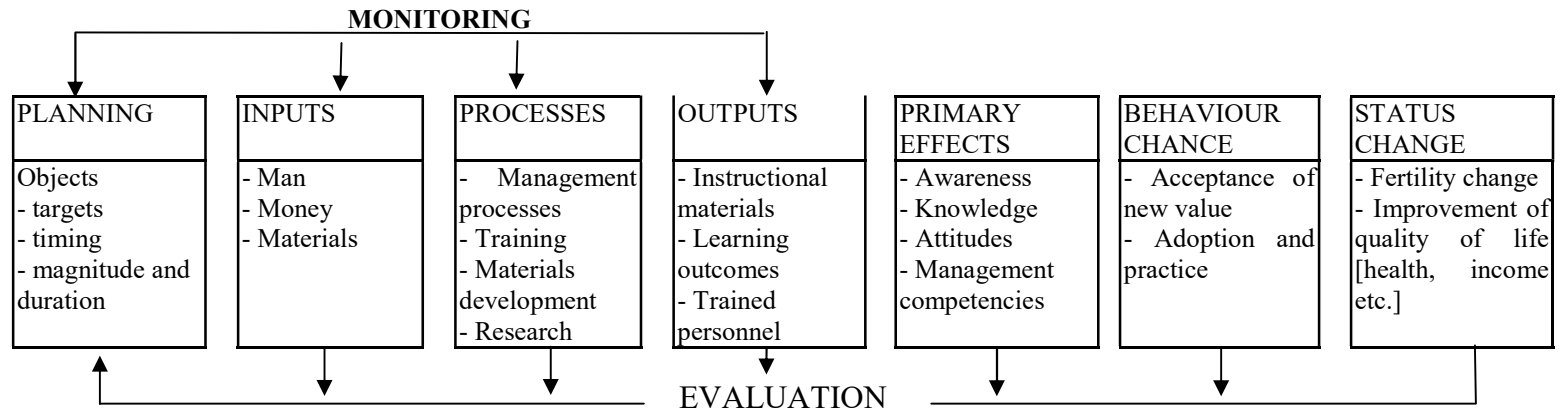 MONITORING
PLANNING
Objects
- targets
- timing
- magnitude and
duration
INPUTS
- Man
- Money
- Materials
PROCESSES
- Management
processes
- Training
- Materials
development
- Research
OUTPUTS
- Instructional
materials
- Learning
outcomes
- Trained
personnel
PRIMARY
EFFECTS
- Awareness
- Knowledge
- Attitudes
- Management
competencies
BEHAVIOUR
CHANCE
- Acceptance of
new value
- Adoption and
practice
STATUS
CHANGE
- Fertility change
- Improvement of
quality of life
[health, income
etc.]
EVALUATION